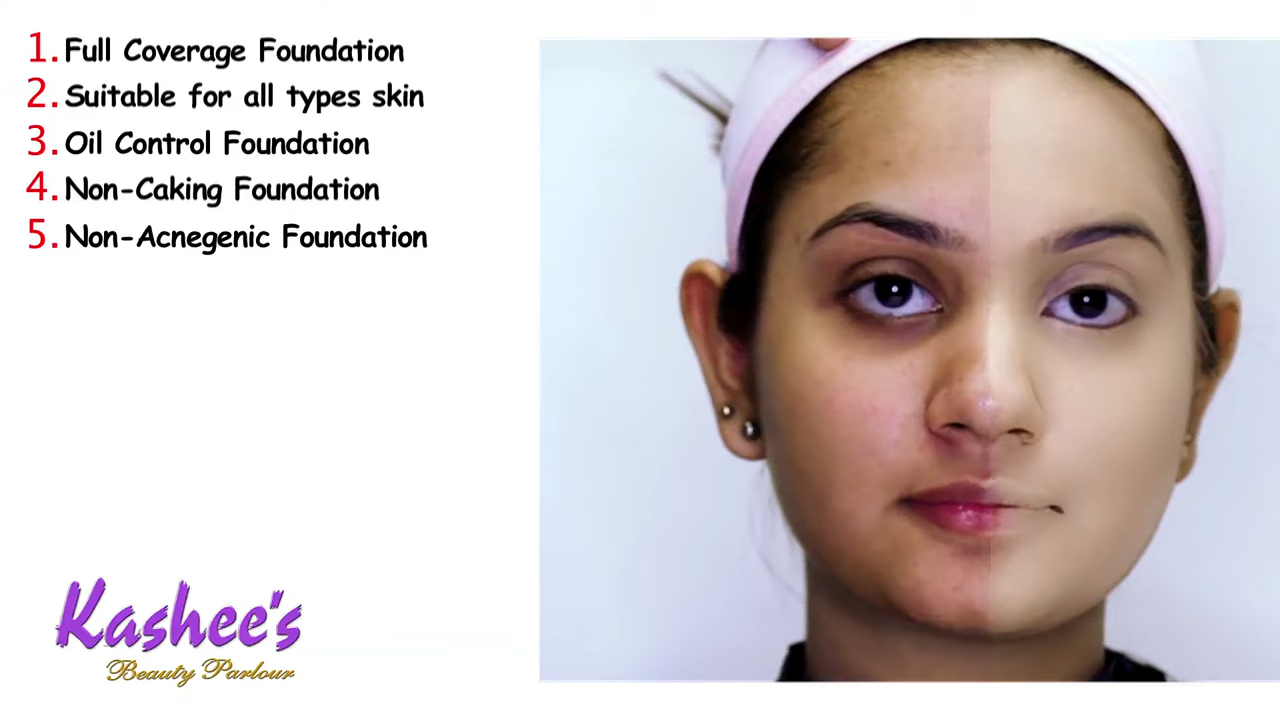 1. Full Coverage Foundation
2. Suitable for all types skin
3. Oil Control Foundation
4. Non-Caking Foundation
5. Non-Acnegenic Foundation
Kashee's
Beauty Parlour